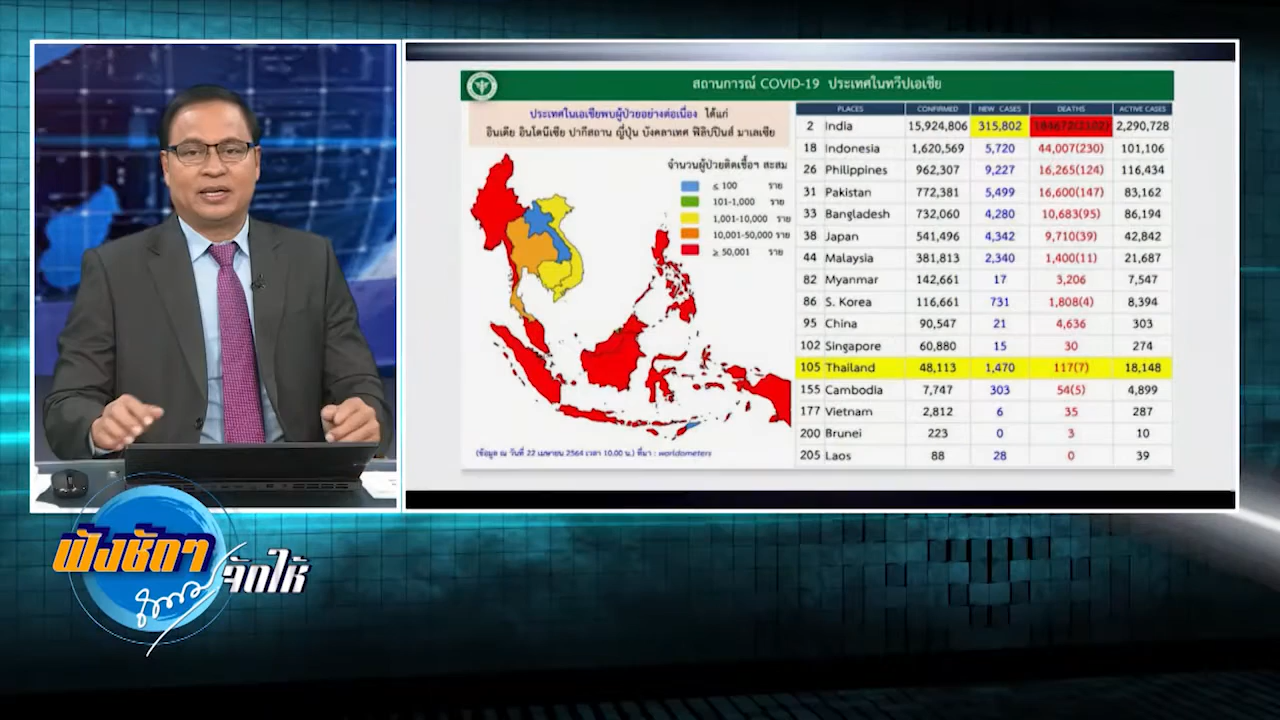 สถานการณ์ COVID-19 ประเทศในทวีปเอเชีย
ประเทศในเอเชียพบผู้ป่วยอย่างต่อเนื่อง ได้แก่
อินเดีย อินโดนีเซีย ปากีสถาน ญี่ปุ่น บังคลาเทศ ฟิลิปปินส์ มาเลเซีย
จำนวนผู้ป่วยติดเชื้อฯ สะสม
≤ 100 ราย
101-1,000 ราย
1,001-10,000 ราย
10,001-50,000 ราย
≥ 50,001 ราย
(ข้อมูล ณ วันที่ 22 เมษายน 2564 เวลา 10.00 น.) ที่มา : worldometers
PLACES CONFIRMED NEW CASES DEATHS ACTIVE CASES
2 India 15,924,806 315,802 184672(2102) 2,290,728
18 Indonesia 1,620,569 5,720 44,007(230) 101,106
26 Philippines 962,307 9,227 16,265(124) 116,434
31 Pakistan 772,381 5,499 16,600(147) 83,162
33 Bangladesh 732,060 4,280 10,683(95) 86,194
38 Japan 541,496 4,342 9,710(39) 42,842
44 Malaysia 381,813 2,340 1,400(11) 21,687
82 Myanmar 142,661 17 3,206 7,547
86 S. Korea 116,661 731 1,808(4) 8,394
95 China 90,547 21 4,636 303
102 Singapore 60,880 15 30 274
105 Thailand 48,113 1,470 117(7) 18,148
155 Cambodia 7,747 303 54(5) 4,899
177 Vietnam 2,812 6 35 287
200 Brunei 223 0 3 10
205 Laos 88 28 0 39
ฟังชัดๆ
จัดให้